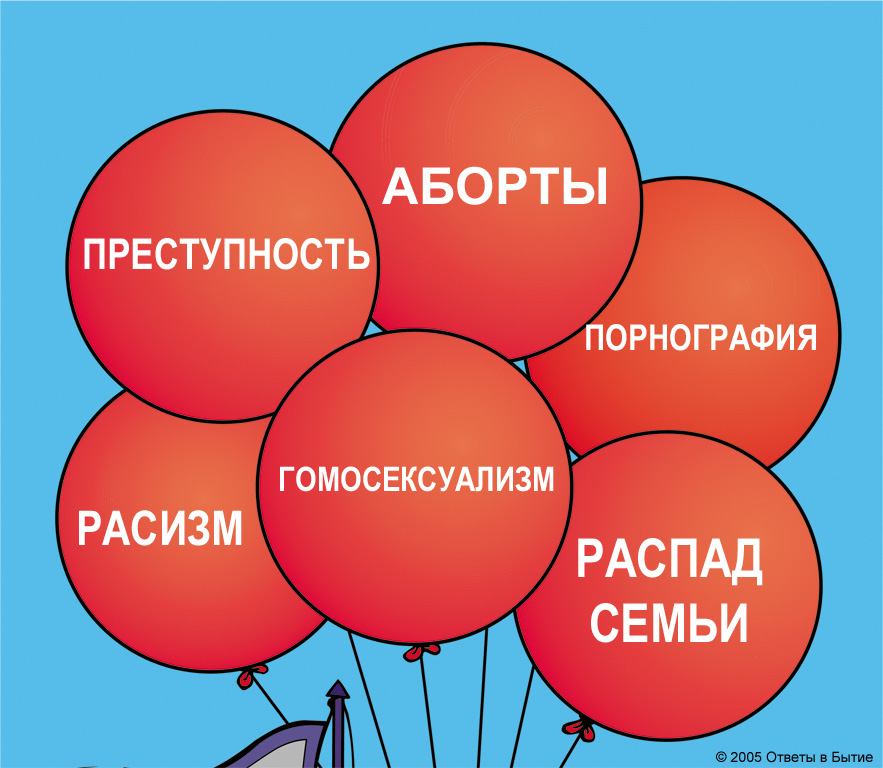 АБОРТЫ
ПРЕСТУПНОСТЬ
ПОРНОГРАФИЯ
ГОМОСЕКСУАЛИЗМ
РАСИЗМ
РАСПАД
СЕМЬИ
© 2005 Ответы в Бытие